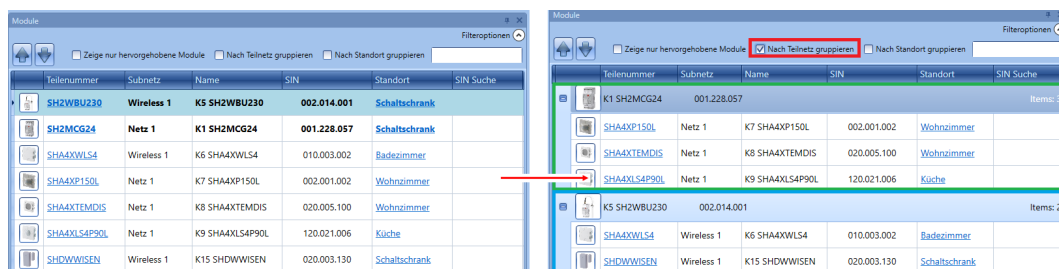 Module
Filteroptionen
Zeige nur hervorgehobene Module Nach Teilnetz gruppieren Nach Standort gruppieren
Teilenummer Subnetz Name SIN Standort SIN Suche
SH2WBU230 Wireless 1 K5 SH2WBU230 002.014.001 Schaltschrank
SH2MCG24 Netz 1 K1 SH2MCG24 001.228.057 Schaltschrank
SHA4XWLS4 Wireless 1 K6 SHA4XWLS4 010.003.002 Badezimmer
SHA4XP150L Netz 1 K7 SHA4XP150L 002.001.002 Wohnzimmer
SHA4XTEMDIS Netz 1 K8 SHA4XTEMDIS 020.005.100 Wohnzimmer
SHA4XLS4P90L Netz 1 K9 SHA4XLS4P90L 120.021.006 Küche
SHDWWISEN Wireless 1 K15 SHDWWISEN 020.003.130 Schaltschrank
Module
Filteroptionen
Zeige nur hervorgehobene Module Nach Teilnetz gruppieren Nach Standort gruppieren
Teilenummer Subnetz Name SIN Standort SIN Suche
K1 SH2MCG24 001.228.057 Items:
SHA4XP150L Netz 1 K7 SHA4XP150L 002.001.002 Wohnzimmer
SHA4XTEMDIS Netz 1 K8 SHA4XTEMDIS 020.005.100 Wohnzimmer
SHA4XLS4P90L Netz 1 K9 SHA4XLS4P90L 120.021.006 Küche
K5 SH2WBU230 002.014.001 Items:
SHA4XWLS4 Wireless 1 K6 SHA4XWLS4 010.003.002 Badezimmer
SHDWWISEN Wireless 1 K15 SHDWWISEN 020.003.130 Schaltschrank